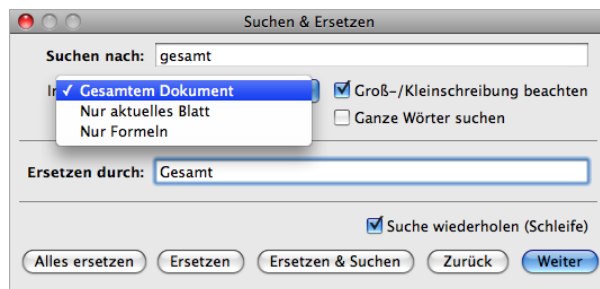 Suchen & Ersetzen
Suchen nach: gesamt
✓ Gesamtem Dokument
Nur aktuelles Blatt
Nur Formeln
Groß-/Kleinschreibung beachten
Ganze Wörter suchen
Ersetzen durch: Gesamt
Suche wiederholen (Schleife)
Alles ersetzen Ersetzen Ersetzen & Suchen Zurück Weiter